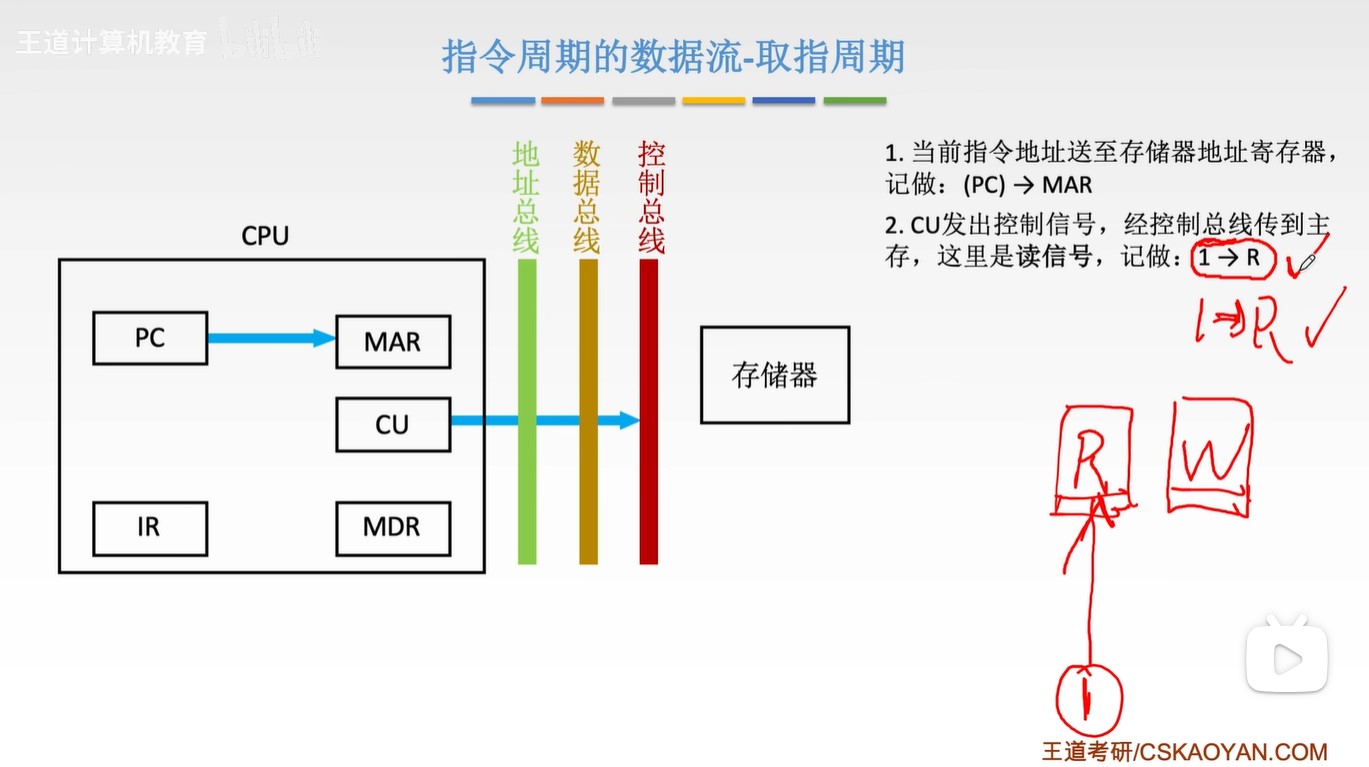 王道计算机教育
指令周期的数据流-取指周期
1. 当前指令地址送至存储器地址寄存器，
记做：(PC) → MAR
2. CU发出控制信号，经控制总线传到主
存，这里是读信号，记做：1 → R
1→R
地址总线
数据总线
控制总线
CPU
PC
MAR
CU
IR
MDR
存储器
R
W
1
王道考研/CSKAOYAN.COM